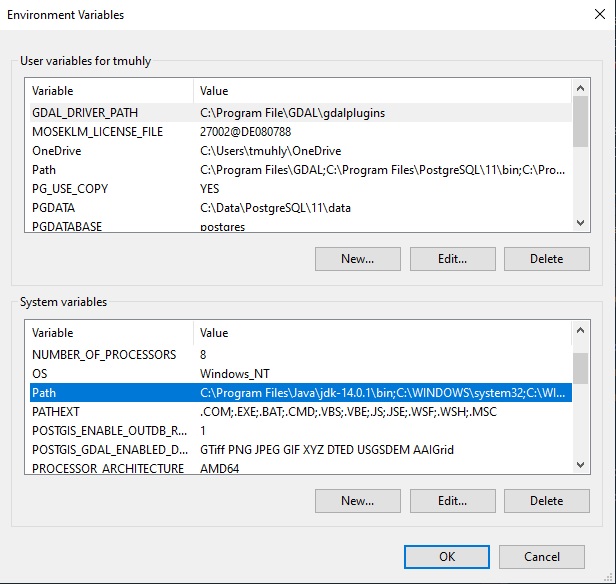 Environment Variables
User variables for tmuhly
Variable Value
GDAL_DRIVER_PATH C:\Program File\GDAL\gdalplugins
MOSEKLM_LICENSE_FILE 27002@DE080788
OneDrive C:\Users\tmuhly\OneDrive
Path C:\Program Files\GDAL;C:\Program Files\PostgreSQL\11\bin;C:\Pro...
PG_USE_COPY YES
PGDATA C:\Data\PostgreSQL\11\data
PGDATABASE postgres
New... Edit... Delete
System variables
Variable Value
NUMBER_OF_PROCESSORS 8
OS Windows_NT
Path C:\Program Files\Java\jdk-14.0.1\bin;C:\WINDOWS\system32;C:\WI...
PATHEXT .COM;.EXE;.BAT;.CMD;.VBS;.VBE;.JS;.JSE;.WSF;.WSH;.MSC
POSTGIS_ENABLE_OUTDB_R... 1
POSTGIS_GDAL_ENABLED_D... GTiff PNG JPEG GIF XYZ DTED USGSDEM AAIGrid
PROCESSOR_ARCHITECTURE AMD64
New... Edit... Delete
OK Cancel